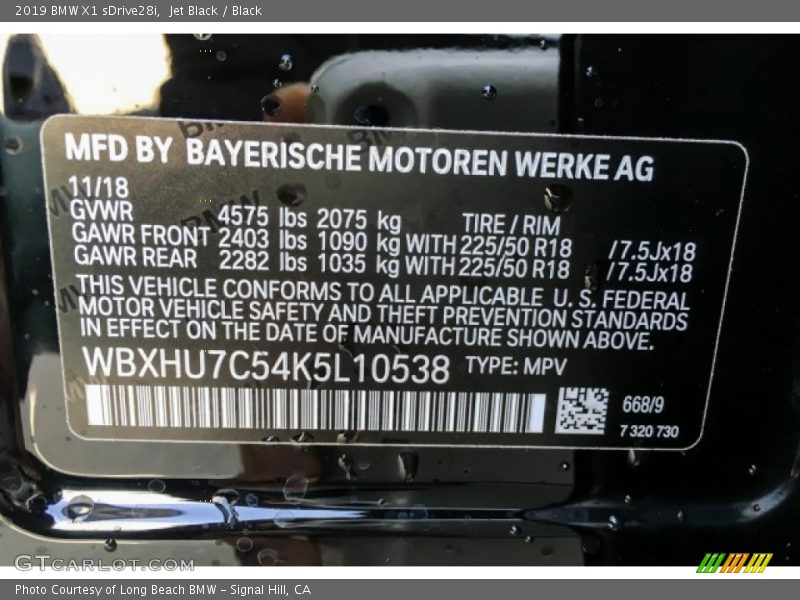 2019 BMW X1 sDrive28i,  Jet Black / Black
MFD BY BAYERISCHE MOTOREN WERKE AG
11/18
GVWR 4575 lbs 2075 kg TIRE / RIM
GAWR FRONT 2403 lbs 1090 kg WITH 225/50 R18 /7.5Jx18
GAWR REAR 2282 lbs 1035 kg WITH 225/50 R18 /7.5Jx18
THIS VEHICLE CONFORMS TO ALL APPLICABLE U. S. FEDERAL
MOTOR VEHICLE SAFETY AND THEFT PREVENTION STANDARDS
IN EFFECT ON THE DATE OF MANUFACTURE SHOWN ABOVE.
WBXHU7C54K5L10538 TYPE: MPV
668/9
7 320 730
GTCARLOT.COM
Photo Courtesy of Long Beach BMW - Signal Hill, CA